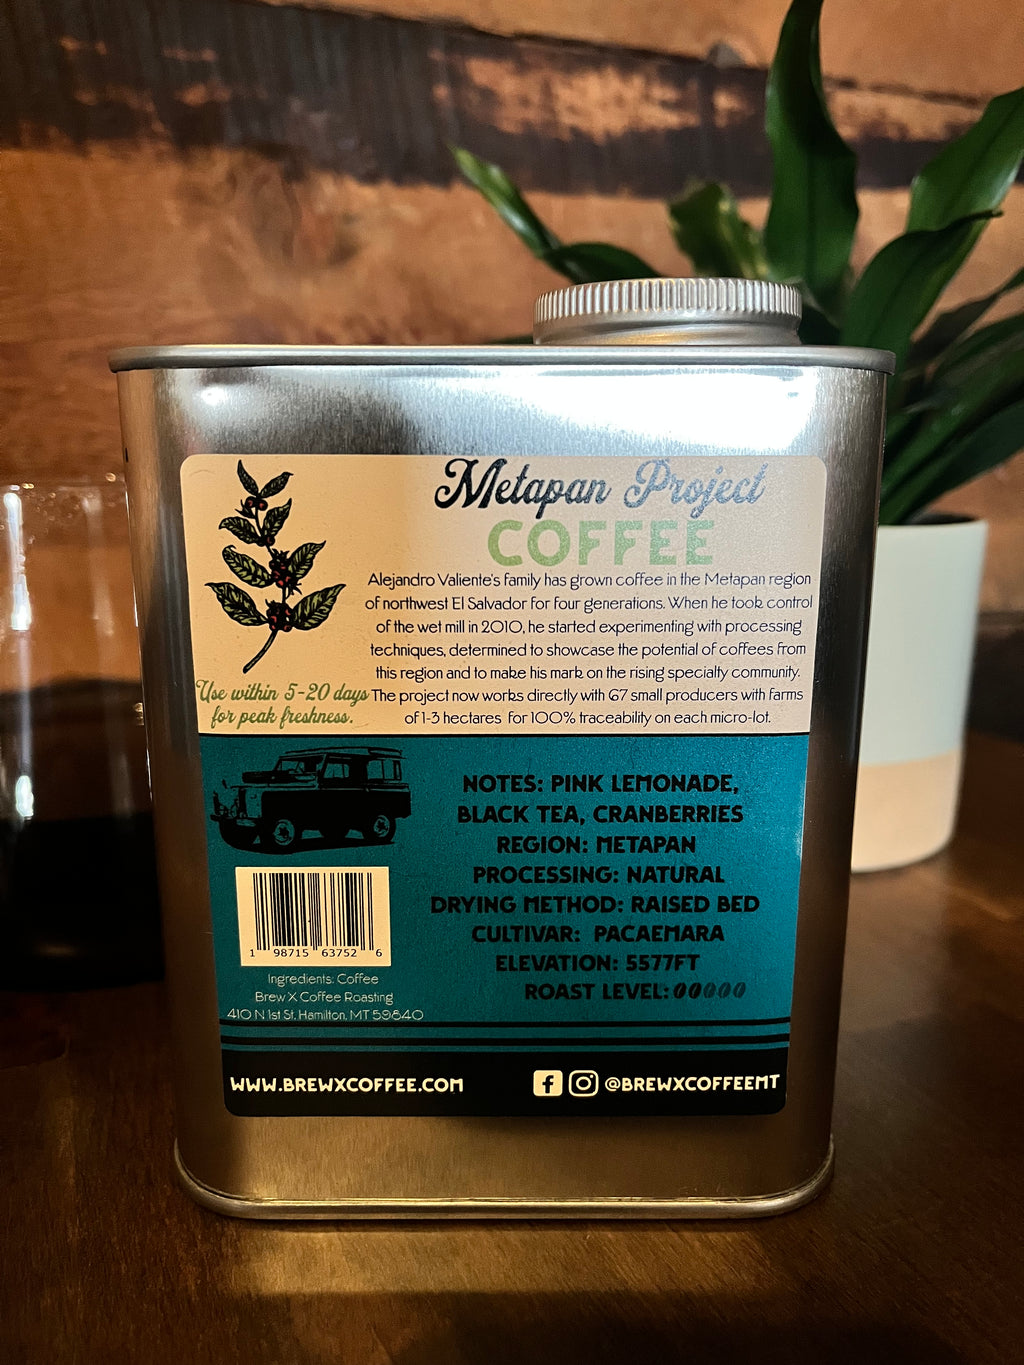 Metapan Project
COFFEE
Alejandro Valiente's family has grown coffee in the Metapan region
of northwest El Salvador for four generations. When he took control
of the wet mill in 2010, he started experimenting with processing
techniques, determined to showcase the potential of coffees from
this region and to make his mark on the rising specialty community.
The project now works directly with 67 small producers with farms
of 1-3 hectares for 100% traceability on each micro-lot.
Use within 5-20 days
for peak freshness.
NOTES: PINK LEMONADE,
BLACK TEA, CRANBERRIES
REGION: METAPAN
PROCESSING: NATURAL
DRYING METHOD: RAISED BED
CULTIVAR: PACAEMARA
ELEVATION: 5577FT
ROAST LEVEL:
1 98715 63752 6
Ingredients: Coffee
Brew X Coffee Roasting
410 N 1st St, Hamilton, MT 59840
WWW.BREWXCOFFEE.COM
@BREWXCOFFEEMT